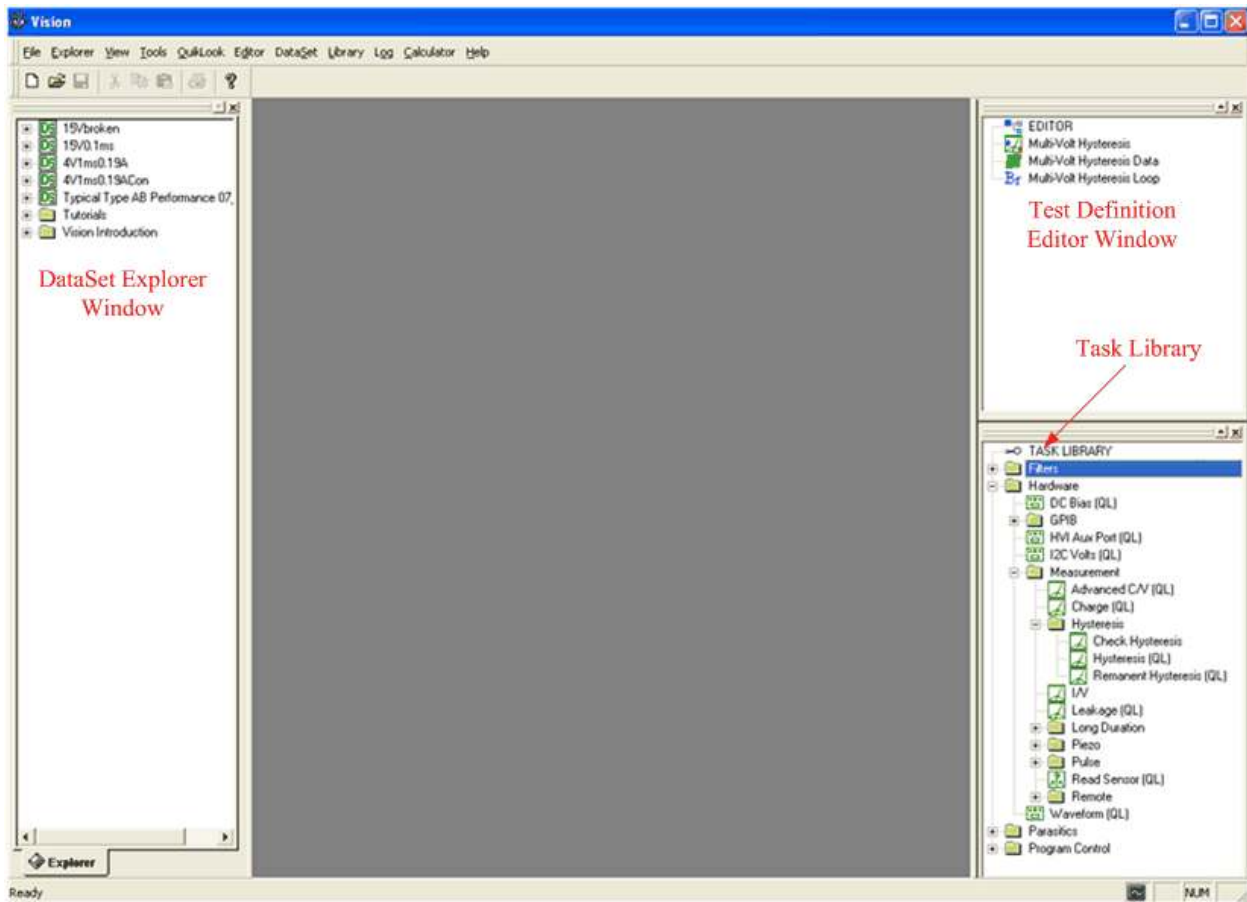 Vision
File Explorer View Tools QuikLook Editor DataSet Library Log Calculator Help
15Vbroken
15V0.1ms
4V1ms0.19A
4V1ms0.19ACon
Typical Type AB Performance 07_
Tutorials
Vision Introduction
DataSet Explorer
Window
Explorer
EDITOR
Multi-Volt Hysteresis
Multi-Volt Hysteresis Data
Br Multi-Volt Hysteresis Loop
Test Definition
Editor Window
Task Library
TASK LIBRARY
Filters
Hardware
DC Bias (QL)
GPIB
HVI Aux Port (QL)
I2C Volts (QL)
Measurement
Advanced C/V (QL)
Charge (QL)
Hysteresis
Check Hysteresis
Hysteresis (QL)
Remanent Hysteresis (QL)
I/V
Leakage (QL)
Long Duration
Piezo
Pulse
Read Sensor (QL)
Remote
Waveform (QL)
Parasitics
Program Control
Ready
NUM